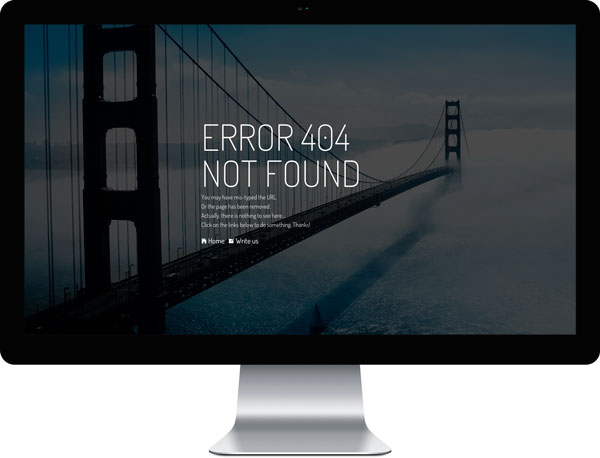 ERROR 404
NOT FOUND
You may have mis-typed the URL.
Or the page has been removed.
Actually, there is nothing to see here...
Click on the links below to do something, Thanks!
Home Write us